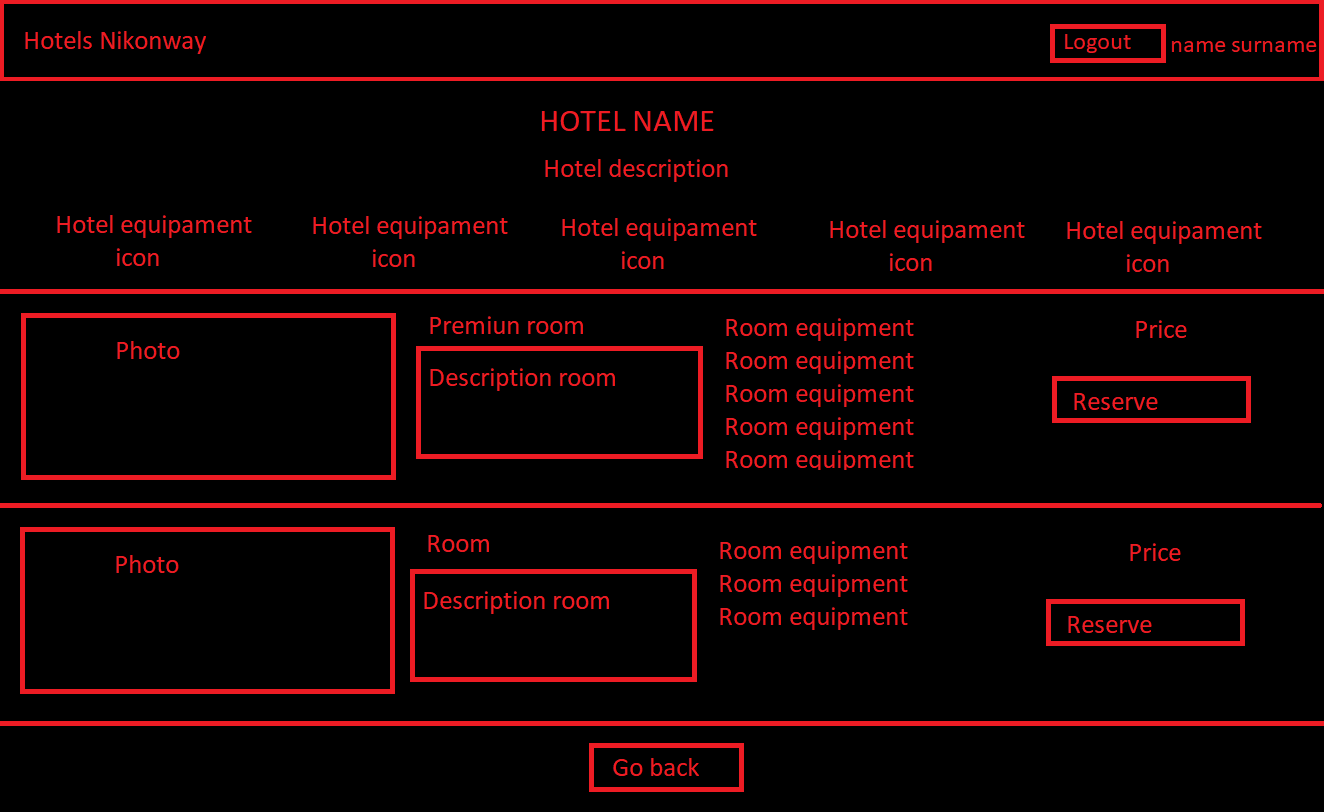 Hotels Nikonway
Logout
name surname
HOTEL NAME
Hotel description
Hotel equipament
icon
Hotel equipament
icon
Hotel equipament
icon
Hotel equipament
icon
Hotel equipament
icon
Photo
Premiun room
Description room
Room equipment
Room equipment
Room equipment
Room equipment
Room equipment
Price
Reserve
Photo
Room
Description room
Room equipment
Room equipment
Room equipment
Price
Reserve
Go back